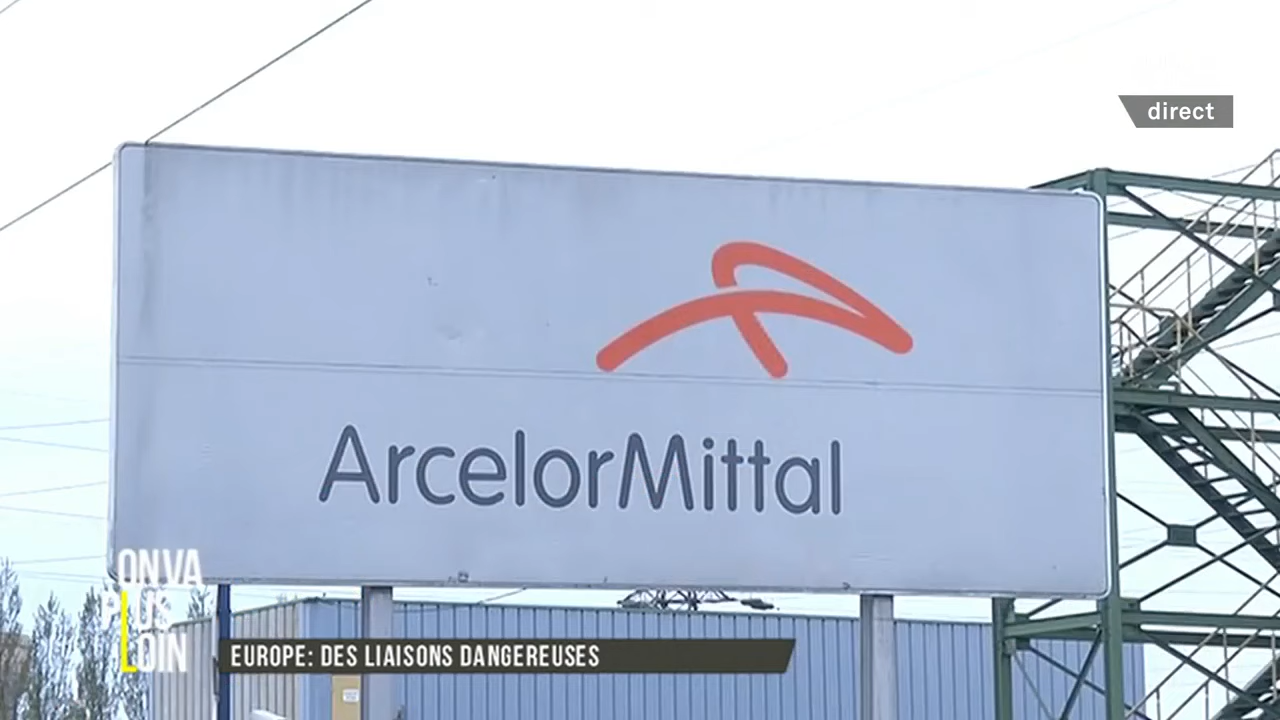 direct
ArcelorMittal
ON VA
PLUS
LOIN
EUROPE: DES LIAISONS DANGEREUSES